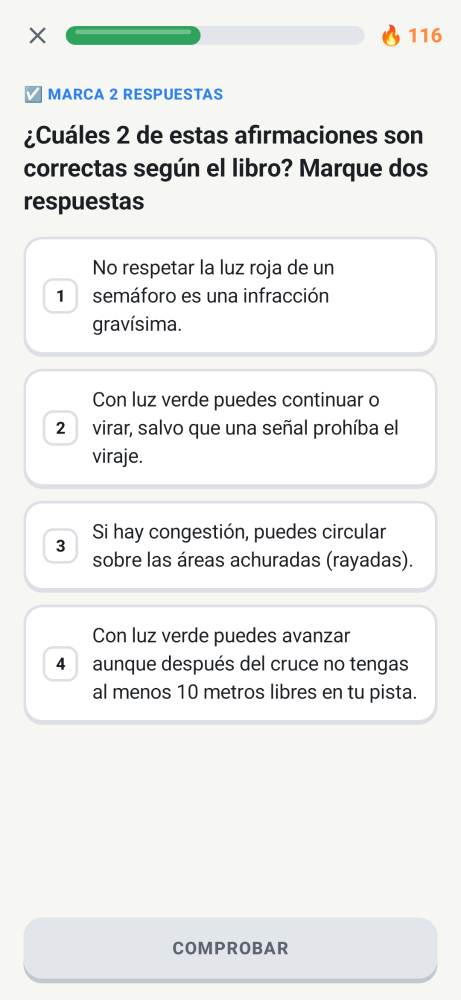 116
MARCA 2 RESPUESTAS
¿Cuáles 2 de estas afirmaciones son
correctas según el libro? Marque dos
respuestas
1
No respetar la luz roja de un
semáforo es una infracción
gravísima.
2
Con luz verde puedes continuar o
virar, salvo que una señal prohíba el
viraje.
3
Si hay congestión, puedes circular
sobre las áreas achuradas (rayadas).
4
Con luz verde puedes avanzar
aunque después del cruce no tengas
al menos 10 metros libres en tu pista.
COMPROBAR